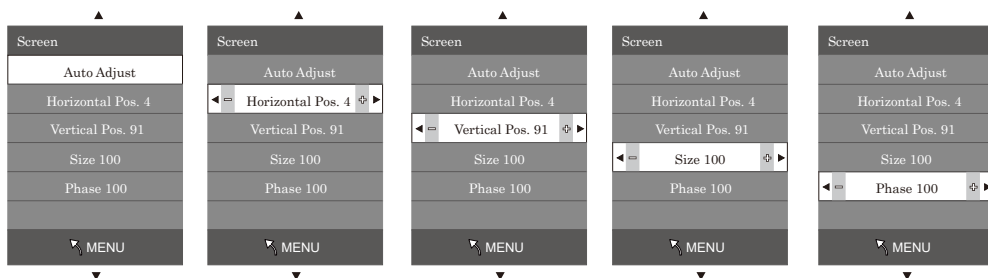 Screen
Auto Adjust
Horizontal Pos. 4
Vertical Pos. 91
Size 100
Phase 100
MENU
Screen
Auto Adjust
Horizontal Pos. 4
Vertical Pos. 91
Size 100
Phase 100
MENU
Screen
Auto Adjust
Horizontal Pos. 4
Vertical Pos. 91
Size 100
Phase 100
MENU
Screen
Auto Adjust
Horizontal Pos. 4
Vertical Pos. 91
Size 100
Phase 100
MENU
Screen
Auto Adjust
Horizontal Pos. 4
Vertical Pos. 91
Size 100
Phase 100
MENU